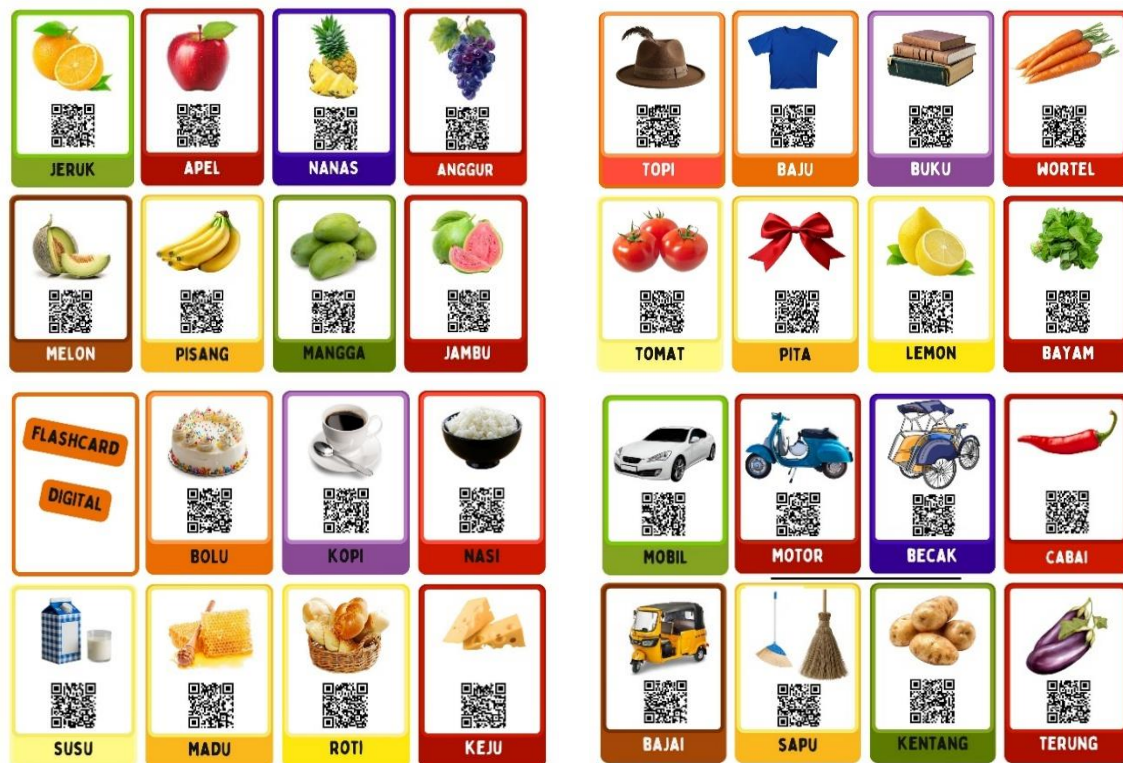 JERUK
APEL
NANAS
ANGGUR
MELON
PISANG
MANGGA
JAMBU
TOPI
BAJU
BUKU
WORTEL
TOMAT
PITA
LEMON
BAYAM
FLASHCARD
DIGITAL
BOLU
KOPI
NASI
SUSU
MADU
ROTI
KEJU
MOBIL
MOTOR
BECAK
CABAI
BAJAI
SAPU
KENTANG
TERUNG